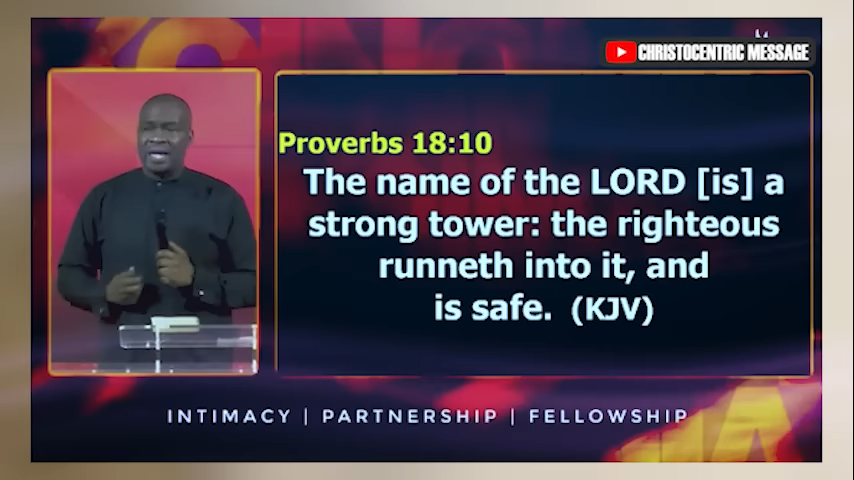 CHRISTOCENTRIC MESSAGE
Proverbs 18:10
The name of the LORD [is] a
strong tower: the righteous
runneth into it, and
is safe. (KJV)
INTIMACY | PARTNERSHIP | FELLOWSHIP